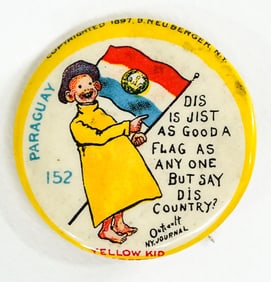 COPYRIGHTED 1897, B. NEUBERGER, N.Y.
PARAGUAY
152
DIS
IS JIST
AS GOOD A
FLAG AS
ANY ONE
BUT SAY
DIS
COUNTRY?
Outcault
N.Y. JOURNAL
YELLOW KID